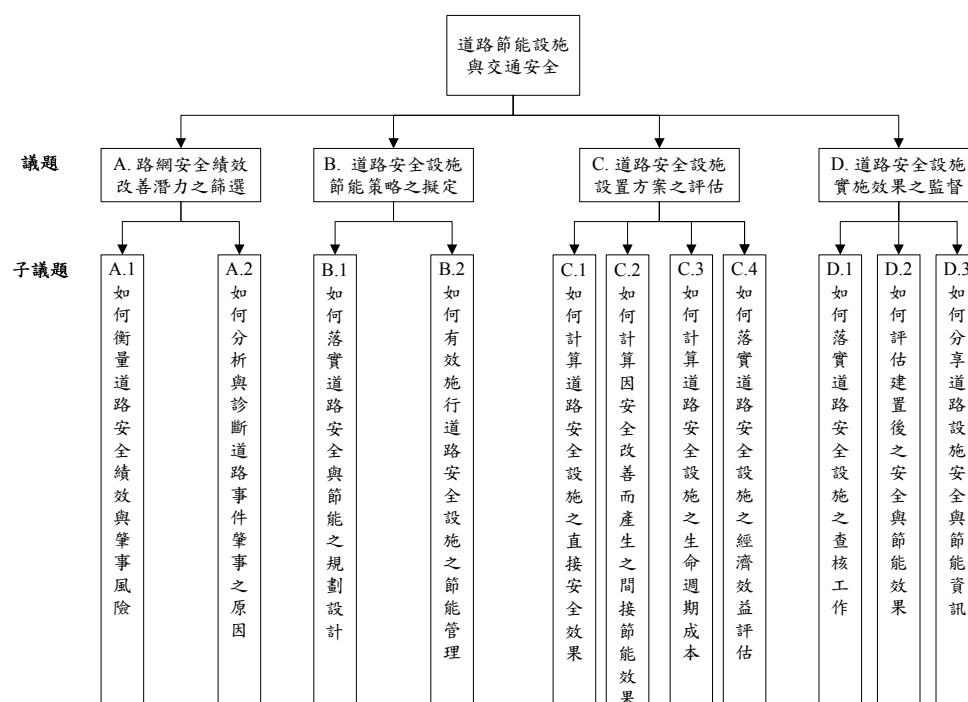 道路節能設施
與交通安全
議題
A. 路網安全績效
改善潛力之篩選
B. 道路安全設施
節能策略之擬定
C. 道路安全設施
設置方案之評估
D. 道路安全設施
實施效果之監督
子議題
A.1
如何衡量道路安全績效與肇事風險
A.2
如何分析與診斷道路事件肇事之原因
B.1
如何落實道路安全與節能之規劃設計
B.2
如何有效施行道路安全設施之節能管理
C.1
如何計算道路安全設施之直接安全效果
C.2
如何計算因安全改善而產生之間接節能效果
C.3
如何計算道路安全設施之生命週期成本
C.4
如何落實道路安全設施之經濟效益評估
D.1
如何落實道路安全設施之查核工作
D.2
如何評估建置後之安全與節能效果
D.3
如何分享道路設施安全與節能資訊